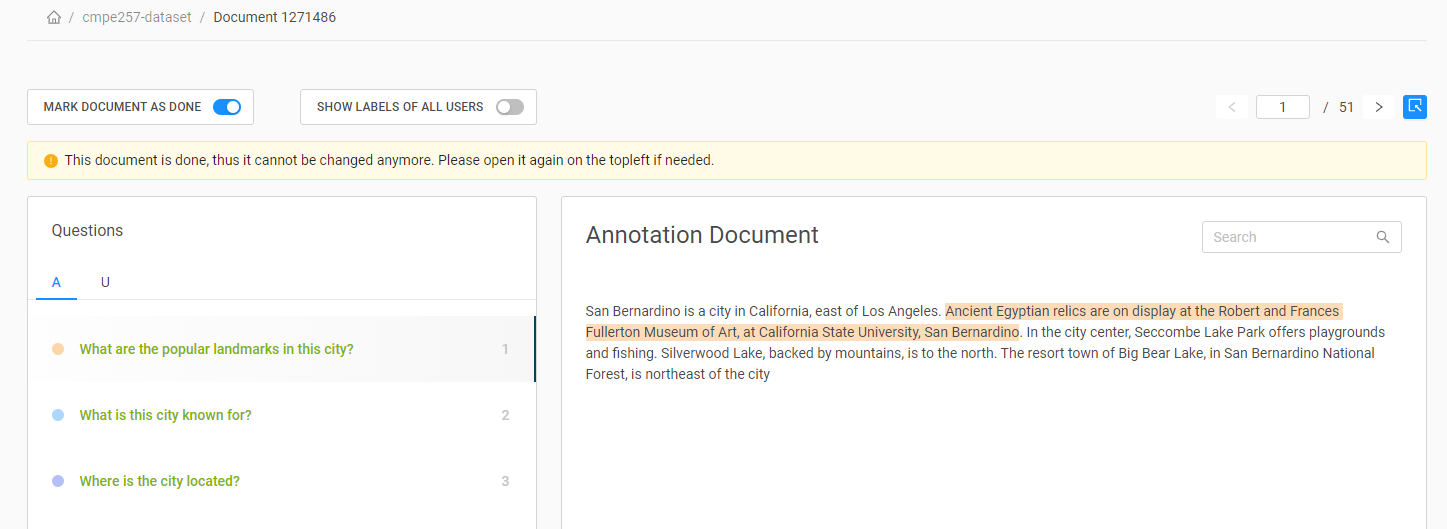 / cmpe257-dataset / Document 1271486
MARK DOCUMENT AS DONE
SHOW LABELS OF ALL USERS
< 1 / 51 >
This document is done, thus it cannot be changed anymore. Please open it again on the topleft if needed.
Questions
A U
What are the popular landmarks in this city? 1
What is this city known for? 2
Where is the city located? 3
Annotation Document
Search
San Bernardino is a city in California, east of Los Angeles. Ancient Egyptian relics are on display at the Robert and Frances
Fullerton Museum of Art, at California State University, San Bernardino. In the city center, Seccombe Lake Park offers playgrounds
and fishing. Silverwood Lake, backed by mountains, is to the north. The resort town of Big Bear Lake, in San Bernardino National
Forest, is northeast of the city